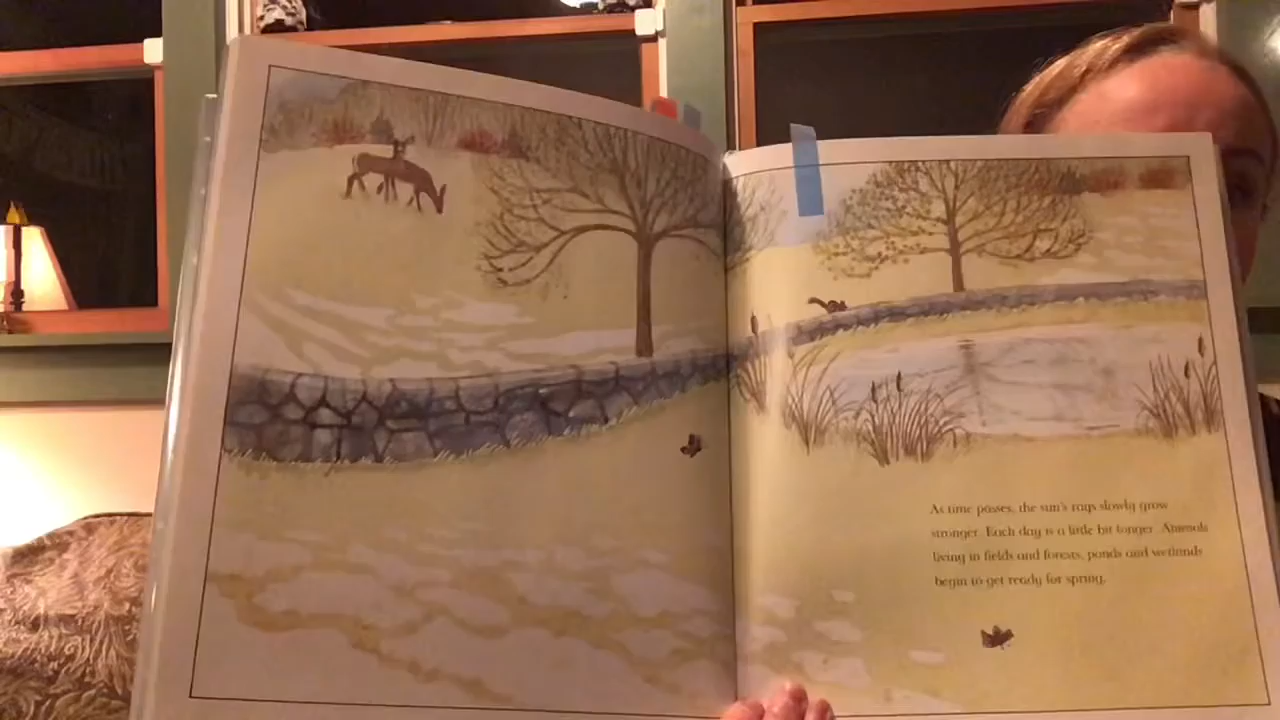 As time passes, the sun's rays slowly grow
stronger. Each day is a little bit longer. Animals
living in fields and forests, ponds and wetlands
begin to get ready for spring.